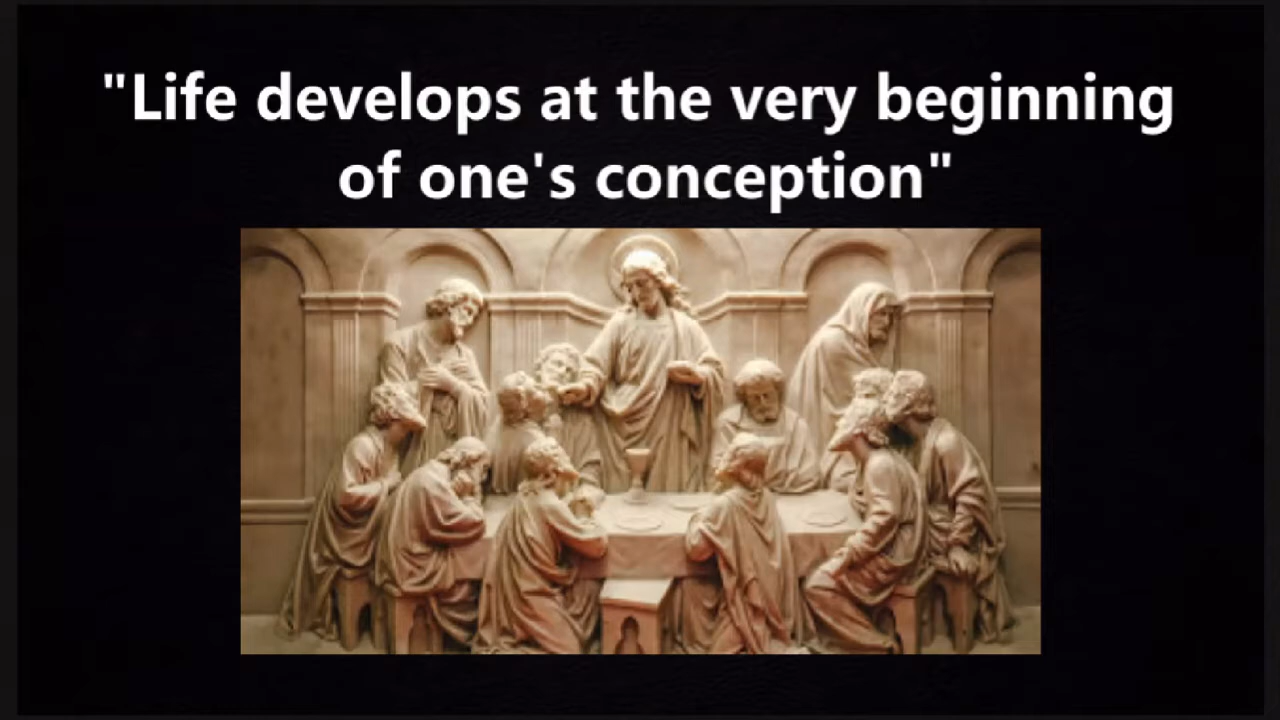 "Life develops at the very beginning
of one's conception"